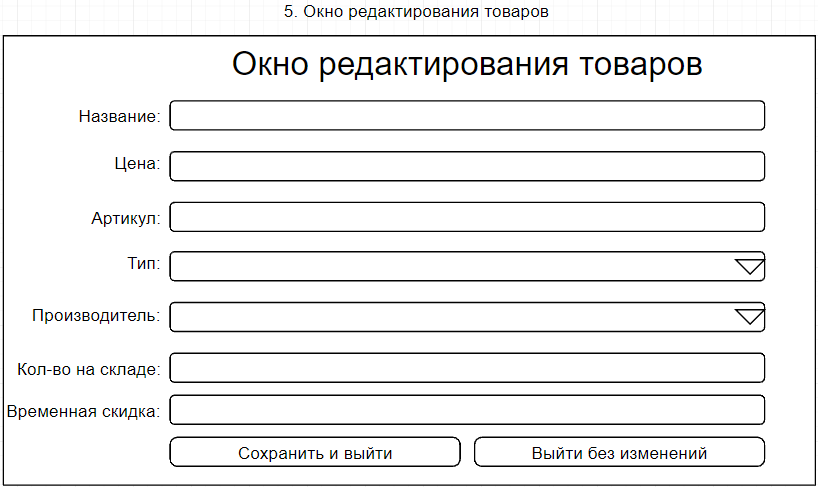 5. Окно редактирования товаров
Окно редактирования товаров
Название:
Цена:
Артикул:
Тип:
Производитель:
Кол-во на складе:
Временная скидка:
Сохранить и выйти
Выйти без изменений